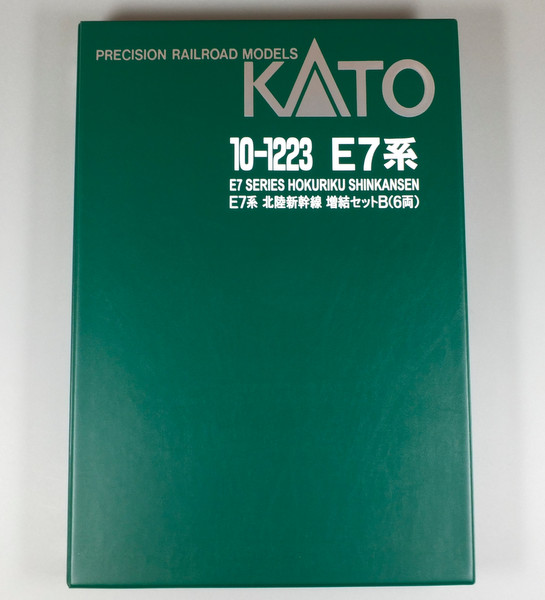 PRECISION RAILROAD MODELS
KATO
10-1223 E7系
E7 SERIES HOKURIKU SHINKANSEN
E7系 北陸新幹線 増結セットB(6両)